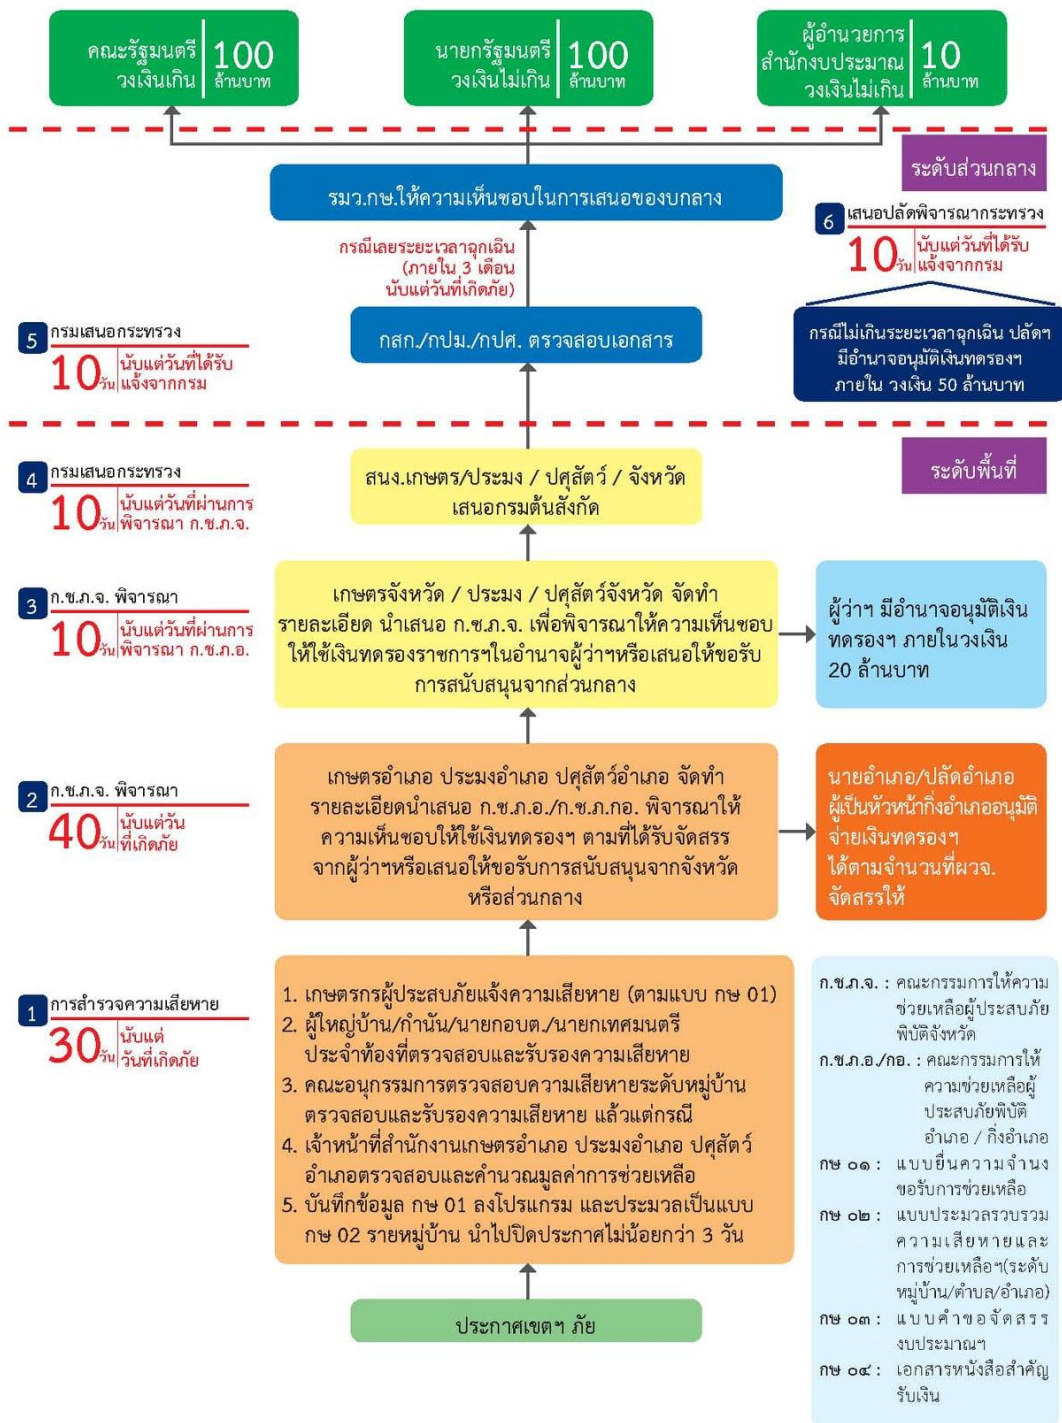 คณะรัฐมนตรี
วงเงินเกิน
100
ล้านบาท
นายกรัฐมนตรี
วงเงินไม่เกิน
100
ล้านบาท
ผู้อำนวยการ
สำนักงบประมาณ
วงเงินไม่เกิน
10
ล้านบาท
ระดับส่วนกลาง
รมว.กษ.ให้ความเห็นชอบในการเสนอของบกลาง
6 เสนอปลัดพิจารณากระทรวง
10 วัน
นับแต่วันที่ได้รับ
แจ้งจากกรม
กรณีเลยระยะเวลาฉุกเฉิน
(ภายใน 3 เดือน
นับแต่วันที่เกิดภัย)
กรณีไม่เกินระยะเวลาฉุกเฉิน ปลัดฯ
มีอำนาจอนุมัติเงินทดรองฯ
ภายใน วงเงิน 50 ล้านบาท
5 กรมเสนอกระทรวง
10 วัน
นับแต่วันที่ได้รับ
แจ้งจากกรม
กสก./กปม./กปศ. ตรวจสอบเอกสาร
ระดับพื้นที่
4 กรมเสนอกระทรวง
10 วัน
นับแต่วันที่ผ่านการ
พิจารณา ก.ช.ภ.จ.
สนง.เกษตร/ประมง / ปศุสัตว์ / จังหวัด
เสนอกรมต้นสังกัด
3 ก.ช.ภ.จ. พิจารณา
10 วัน
นับแต่วันที่ผ่านการ
พิจารณา ก.ช.ภ.อ.
เกษตรจังหวัด / ประมง / ปศุสัตว์จังหวัด จัดทำ
รายละเอียด นำเสนอ ก.ช.ภ.จ. เพื่อพิจารณาให้ความเห็นชอบ
ให้ใช้เงินทดรองราชการฯในอำนาจผู้ว่าฯหรือเสนอให้ขอรับ
การสนับสนุนจากส่วนกลาง
ผู้ว่าฯ มีอำนาจอนุมัติเงิน
ทดรองฯ ภายในวงเงิน
20 ล้านบาท
2 ก.ช.ภ.จ. พิจารณา
40 วัน
นับแต่วัน
ที่เกิดภัย
เกษตรอำเภอ ประมงอำเภอ ปศุสัตว์อำเภอ จัดทำ
รายละเอียดนำเสนอ ก.ช.ภ.อ./ก.ช.ภ.กอ. พิจารณาให้
ความเห็นชอบให้ใช้เงินทดรองฯ ตามที่ได้รับจัดสรร
จากผู้ว่าฯหรือเสนอให้ขอรับการสนับสนุนจากจังหวัด
หรือส่วนกลาง
นายอำเภอ/ปลัดอำเภอ
ผู้เป็นหัวหน้ากิ่งอำเภออนุมัติ
จ่ายเงินทดรองฯ
ได้ตามจำนวนที่ผวจ.
จัดสรรให้
1 การสำรวจความเสียหาย
30 วัน
นับแต่
วันที่เกิดภัย
1. เกษตรกรผู้ประสบภัยแจ้งความเสียหาย (ตามแบบ กษ 01)
2. ผู้ใหญ่บ้าน/กำนัน/นายกอบต./นายกเทศมนตรี
ประจำท้องที่ตรวจสอบและรับรองความเสียหาย
3. คณะอนุกรรมการตรวจสอบความเสียหายระดับหมู่บ้าน
ตรวจสอบและรับรองความเสียหาย แล้วแต่กรณี
4. เจ้าหน้าที่สำนักงานเกษตรอำเภอ ประมงอำเภอ ปศุสัตว์
อำเภอตรวจสอบและคำนวณมูลค่าการช่วยเหลือ
5. บันทึกข้อมูล กษ 01 ลงโปรแกรม และประมวลเป็นแบบ
กษ 02 รายหมู่บ้าน นำไปปิดประกาศไม่น้อยกว่า 3 วัน
ประกาศเขตฯ ภัย
ก.ช.ภ.จ. : คณะกรรมการให้ความ
ช่วยเหลือผู้ประสบภัย
พิบัติจังหวัด
ก.ช.ภ.อ./กอ. : คณะกรรมการให้
ความช่วยเหลือผู้
ประสบภัยพิบัติ
อำเภอ / กิ่งอำเภอ
กษ ๐๑ : แบบยื่นความจำนง
ขอรับการช่วยเหลือ
กษ ๐๒ : แบบประมวลรวบรวม
ความเสียหายและ
การช่วยเหลือฯ(ระดับ
หมู่บ้าน/ตำบล/อำเภอ)
กษ ๐๓ : แบบคำขอจัดสรร
งบประมาณฯ
กษ ๐๔ : เอกสารหนังสือสำคัญ
รับเงิน